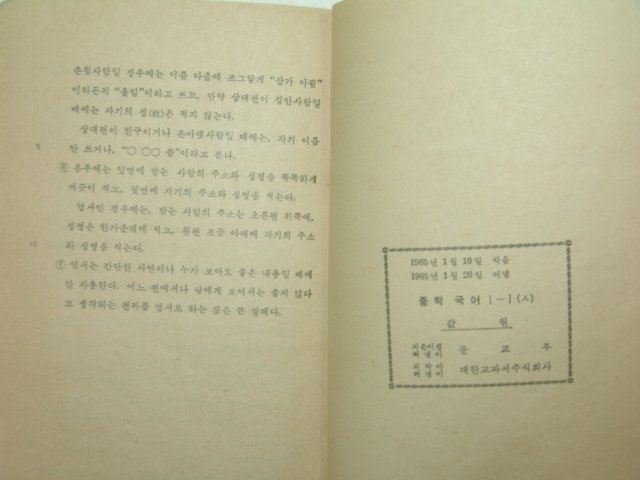 손윗사람일 경우에는 이름 다음에 조그맣게 “삼가 아룀”
이라든지 “올림”이라고 쓰고, 만약 상대편이 집안사람일
때에는 자기의 성(姓)은 적지 않는다.
상대편이 친구이거나 손아랫사람일 때에는, 자기 이름
5 만 쓰거나, “○ ○○ 씀”이라고 쓴다.
⑥ 봉투에는 앞면에 받는 사람의 주소와 성명을 똑똑하게
깨끗이 적고, 뒷면에 자기의 주소와 성명을 적는다.
엽서인 경우에는, 받는 사람의 주소는 오른편 위쪽에,
성명은 한가운데에 적고, 왼편 조금 아래에 자기의 주소
10 와 성명을 적는다.
⑦ 엽서는 간단한 사연이나 누가 보아도 좋은 내용일 때에
만 사용한다. 어느 편에서나 남에게 보여서는 좋지 않다
고 생각되는 편지를 엽서로 하는 것은 큰 실례다.
1965년 1월 10일 박음
1965년 1월 20일 펴냄
중학 국어 Ⅰ—Ⅰ(人)
값 원
지은이겸
펴낸이 문 교 부
대한교과서주식회사